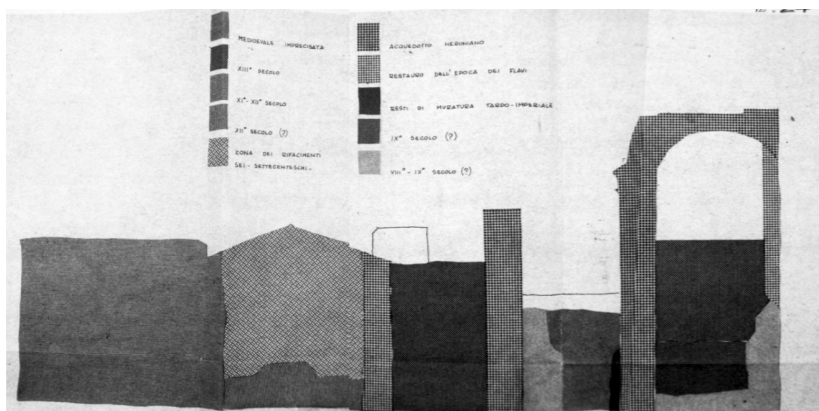 MEDIOEVALE IMPRECISATA
XIII° SECOLO
XI°-XII° SECOLO
XII° SECOLO (?)
ZONA DEI RIFACIMENTI
SEI-SETTECENTESCHI.
ACQUEDOTTO NERONIANO
RESTAURO DALL'EPOCA DEI FLAVI
RESTI DI MURATURA TARDO-IMPERIALE
IX° SECOLO (?)
VIII°-IX° SECOLO (?)